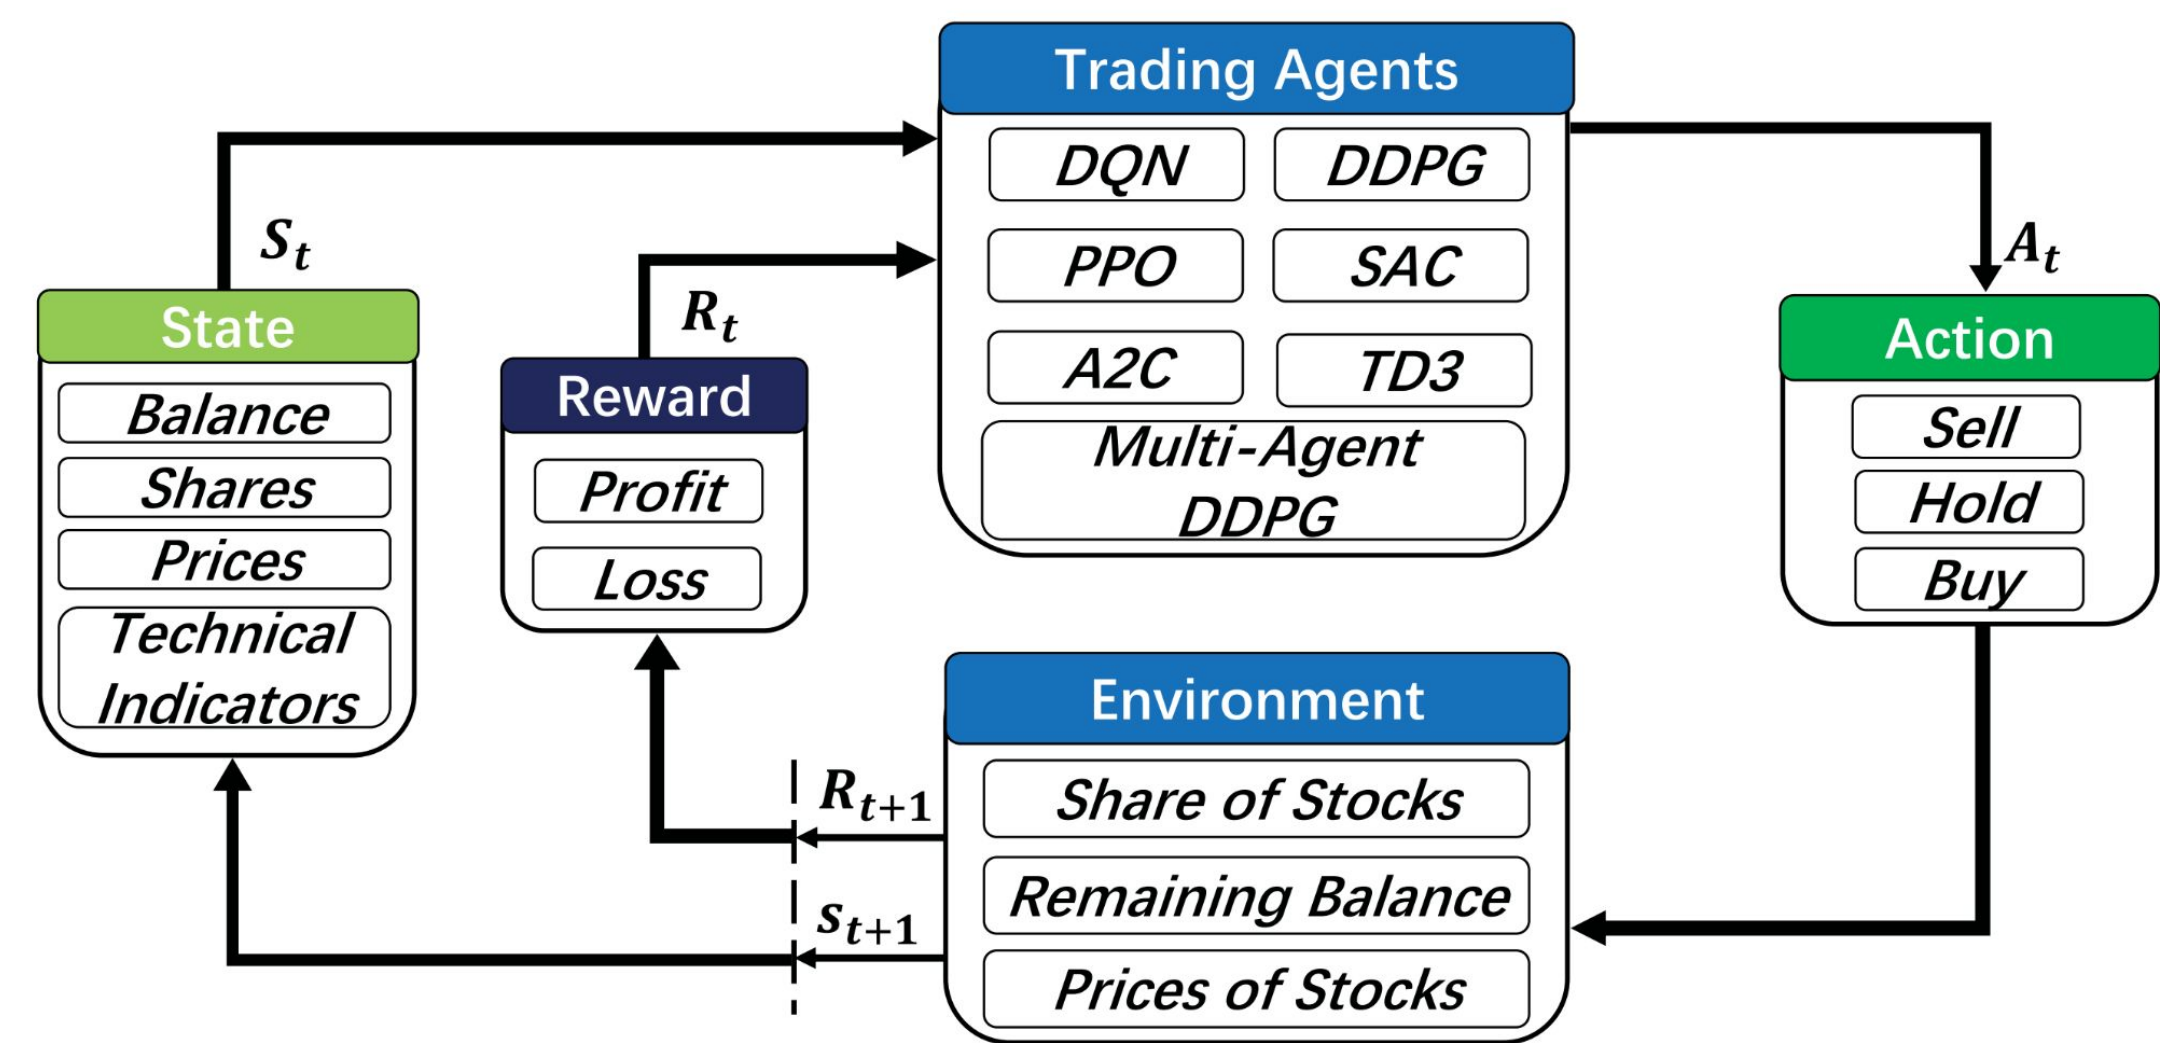 Trading Agents
DQN
DDPG
PPO
SAC
A2C
TD3
Multi-Agent
DDPG
S_t
State
Balance
Shares
Prices
Technical
Indicators
R_t
Reward
Profit
Loss
A_t
Action
Sell
Hold
Buy
Environment
Share of Stocks
Remaining Balance
Prices of Stocks
R_{t+1}
s_{t+1}